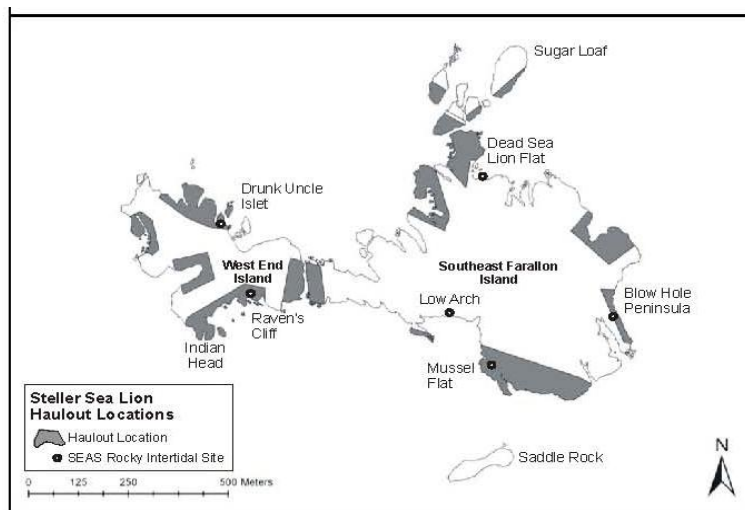 Sugar Loaf
Dead Sea
Lion Flat
Drunk Uncle
Islet
West End
Island
Southeast Farallon
Island
Low Arch
Blow Hole
Peninsula
Raven's
Cliff
Indian
Head
Mussel
Flat
Saddle Rock
Steller Sea Lion
Haulout Locations
Haulout Location
SEAS Rocky Intertidal Site
0 125 250 500 Meters
N